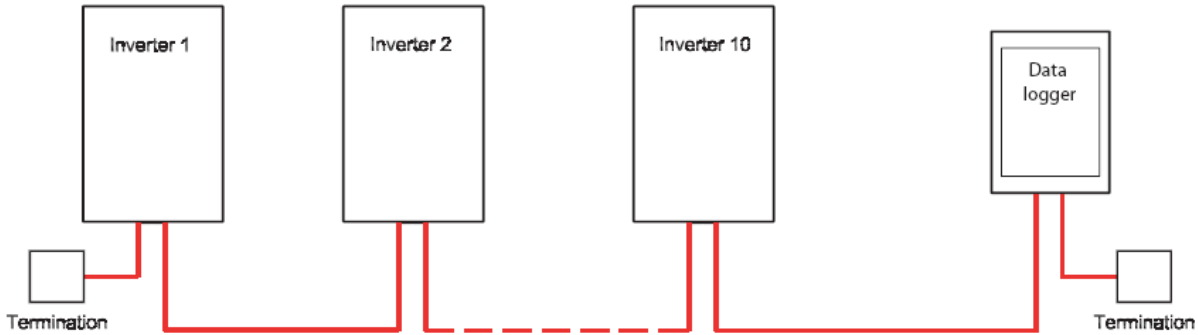 Inverter 1
Inverter 2
Inverter 10
Data
logger
Termination
Termination